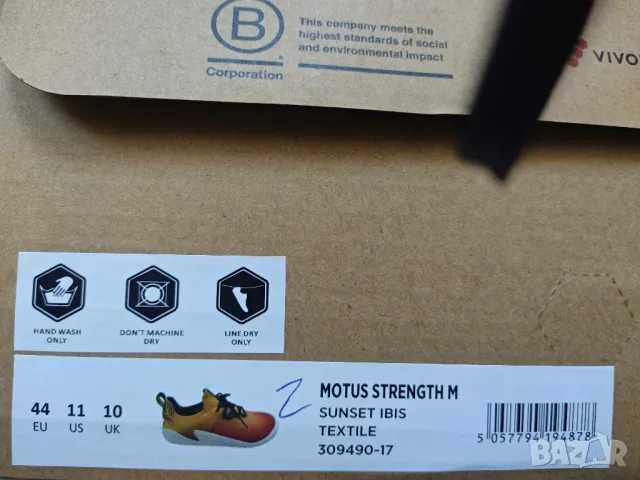 B
Corporation
This company meets the
highest standards of social
and environmental impact
VIVO
HAND WASH
ONLY
DON'T MACHINE
DRY
LINE DRY
ONLY
44
EU
11
US
10
UK
2
MOTUS STRENGTH M
SUNSET IBIS
TEXTILE
309490-17
5 057794 194878
BAZAR